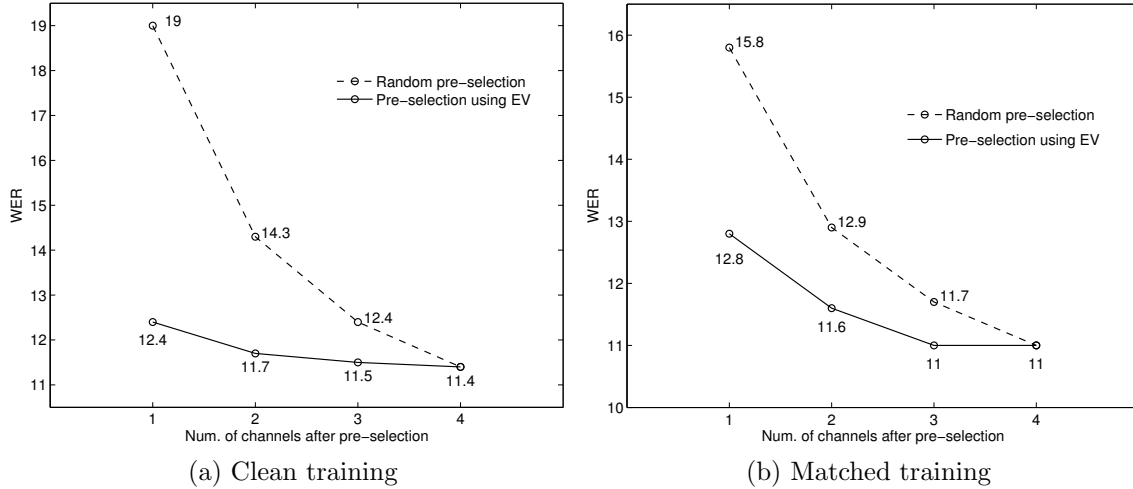 19
18
17
16
15
14
13
12
11
WER
19
14.3
12.4
12.4
11.7
11.5
11.4
Random pre−selection
Pre−selection using EV
1 2 3 4
Num. of channels after pre−selection
(a) Clean training
16
15
14
13
12
11
10
WER
15.8
12.9
11.7
12.8
11.6
11
11
Random pre−selection
Pre−selection using EV
1 2 3 4
Num. of channels after pre−selection
(b) Matched training